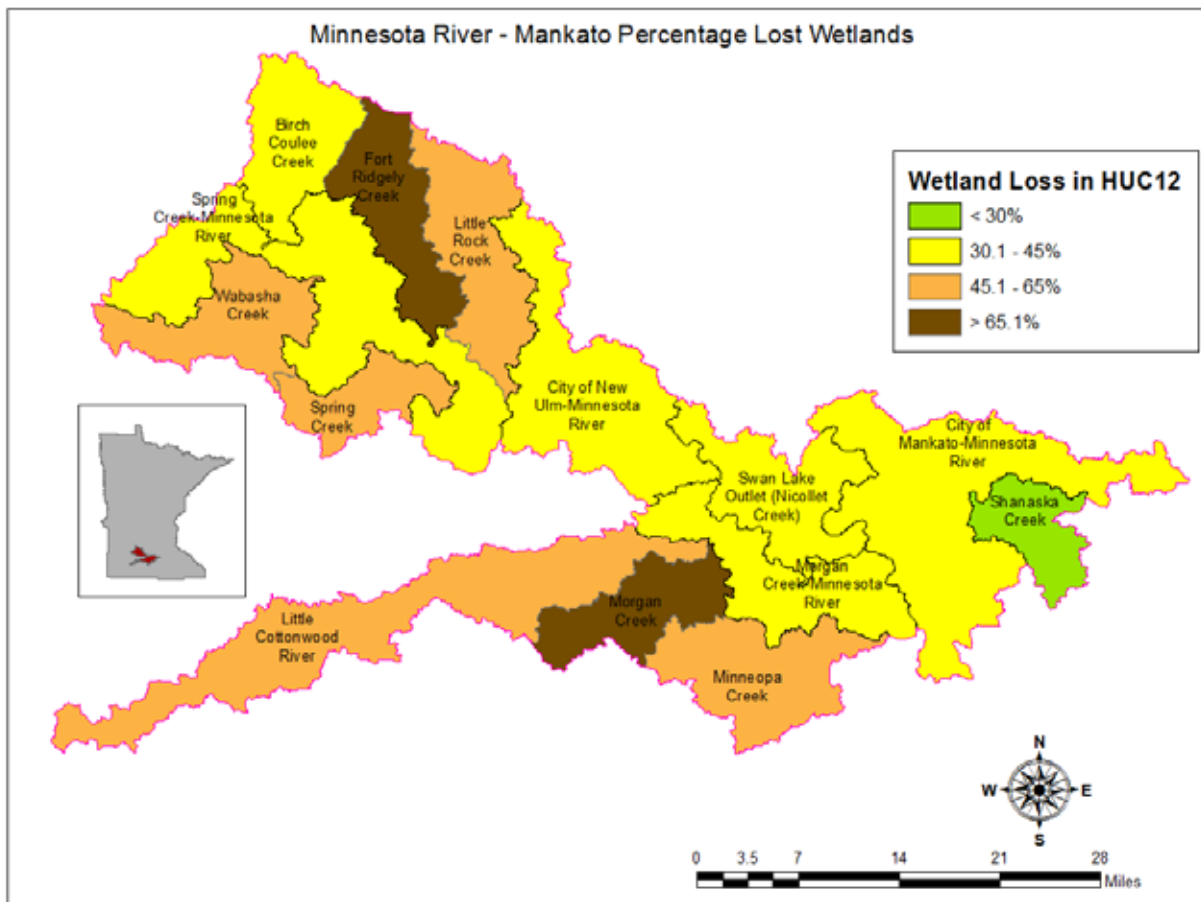 Minnesota River - Mankato Percentage Lost Wetlands
Birch
Coulee
Creek
Fort
Ridgely
Creek
Spring
Creek-Minnesota
River
Little
Rock
Creek
Wabasha
Creek
Spring
Creek
City of New
Ulm-Minnesota
River
City of
Mankato-Minnesota
River
Swan Lake
Outlet (Nicollet
Creek)
Shanaska
Creek
Morgan
Creek-Minnesota
River
Morgan
Creek
Little
Cottonwood
River
Minneopa
Creek
Wetland Loss in HUC12
< 30%
30.1 - 45%
45.1 - 65%
> 65.1%
N
W
E
S
0 3.5 7 14 21 28
Miles